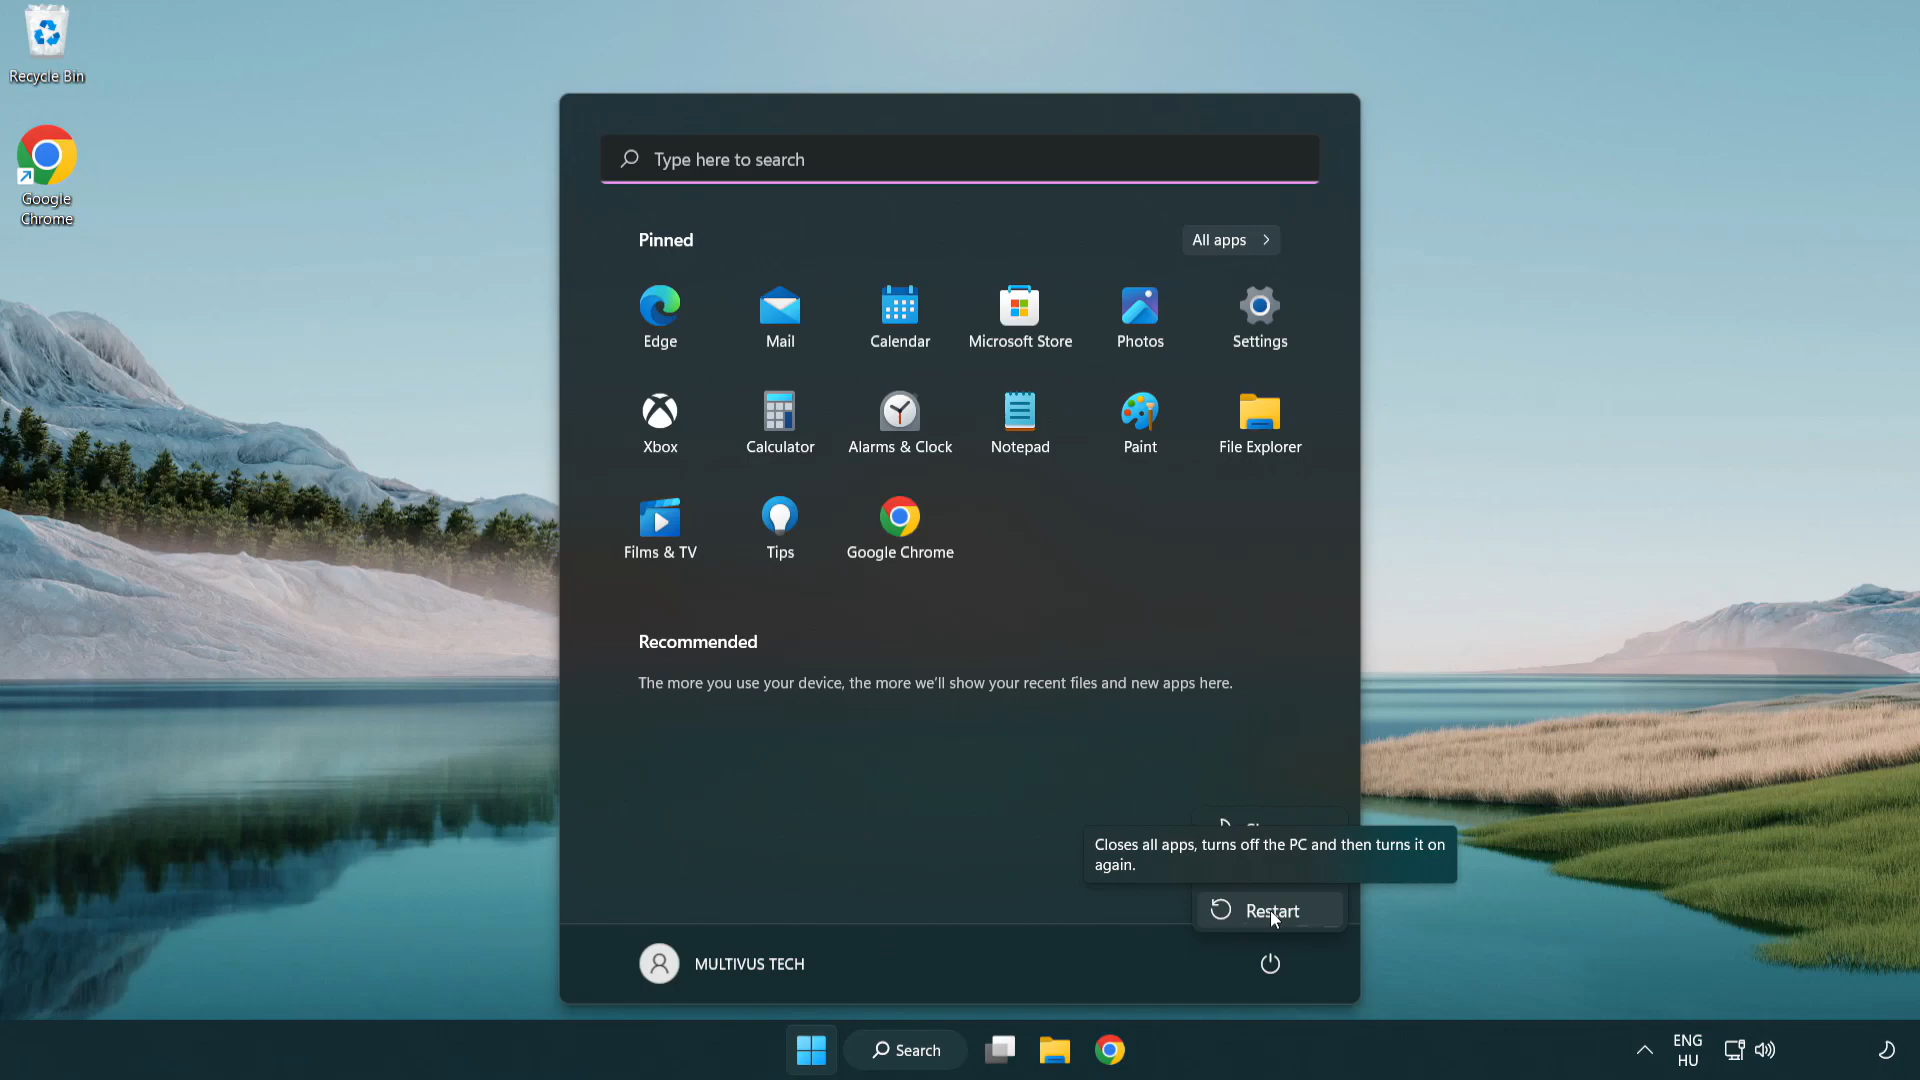 Recycle Bin
Google
Chrome
Type here to search
Pinned
All apps
Edge
Mail
Calendar
Microsoft Store
Photos
Settings
Xbox
Calculator
Alarms & Clock
Notepad
Paint
File Explorer
Films & TV
Tips
Google Chrome
Recommended
The more you use your device, the more we'll show your recent files and new apps here.
Closes all apps, turns off the PC and then turns it on
again.
Restart
MULTIVUS TECH
Search
ENG
HU